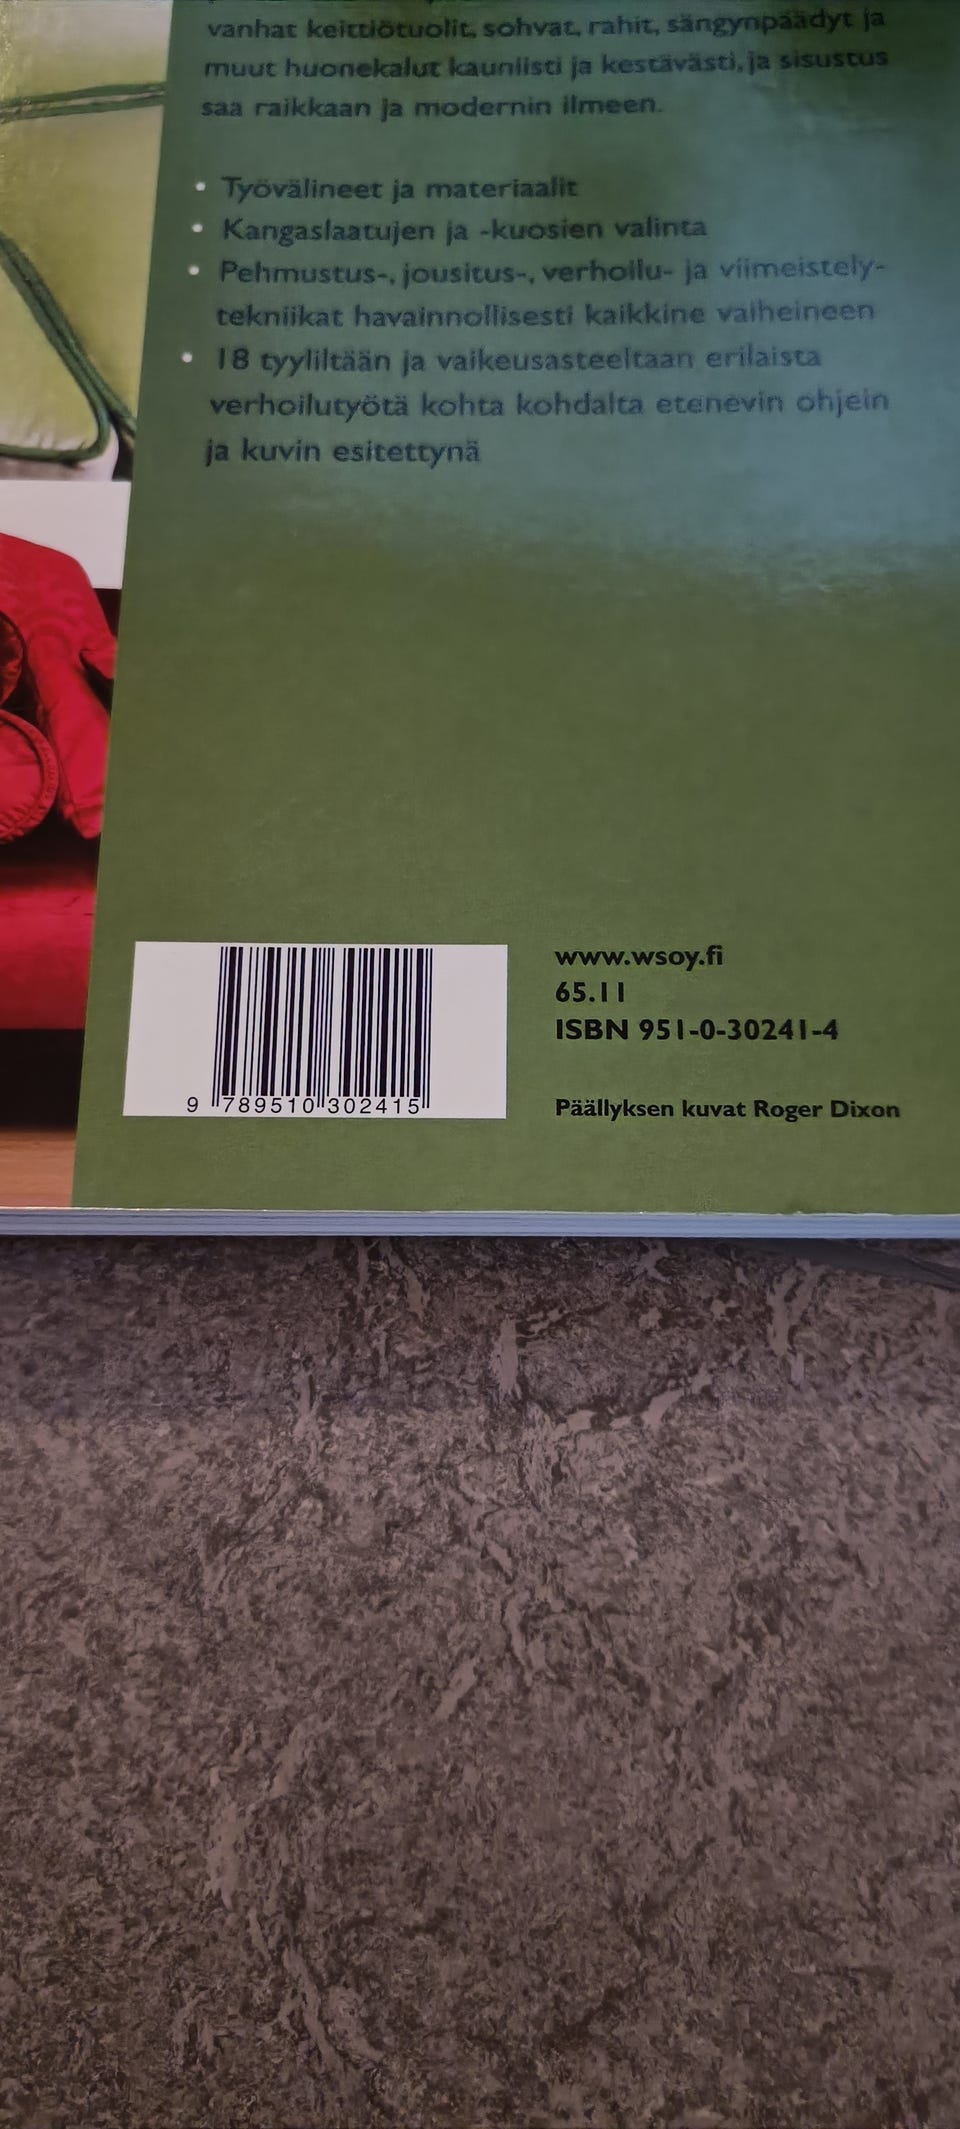 vanhat keittiötuolit, sohvat, rahit, sängynpäädyt ja
muut huonekalut kauniisti ja kestävästi, ja sisustus
saa raikkaan ja modernin ilmeen.
• Työvälineet ja materiaalit
• Kangaslaatujen ja -kuosien valinta
• Pehmustus-, jousitus-, verhoilu- ja viimeistely-
tekniikat havainnollisesti kaikkine vaiheineen
• 18 tyyliltään ja vaikeusasteeltaan erilaista
verhoilutyötä kohta kohdalta etenevin ohjein
ja kuvin esitettynä
www.wsoy.fi
65.11
ISBN 951-0-30241-4
9 789510 302415
Päällyksen kuvat Roger Dixon